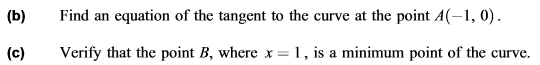 (b) Find an equation of the tangent to the curve at the point A(−1, 0).
(c) Verify that the point B, where x = 1, is a minimum point of the curve.